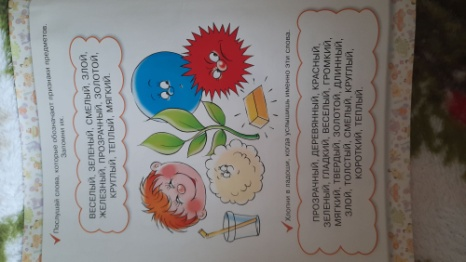 Послушай слова, которые обозначают признаки предметов.
Запомни их.
ВЕСЕЛЫЙ, ЗЕЛЕНЫЙ, СМЕЛЫЙ, ЗЛОЙ,
ЖЕЛЕЗНЫЙ, ПРОЗРАЧНЫЙ, ЗОЛОТОЙ,
КРУГЛЫЙ, ТЕПЛЫЙ, МЯГКИЙ.
Хлопни в ладоши, когда услышишь именно эти слова.
ПРОЗРАЧНЫЙ, ДЕРЕВЯННЫЙ, КРАСНЫЙ,
ЗЕЛЕНЫЙ, ГЛАДКИЙ, ВЕСЕЛЫЙ, ГРОМКИЙ,
МЯГКИЙ, ТВЕРДЫЙ, ЗОЛОТОЙ, ДЛИННЫЙ,
ЗЛОЙ, ТОЛСТЫЙ, СМЕЛЫЙ, КРУГЛЫЙ,
КОРОТКИЙ, ТЕПЛЫЙ.